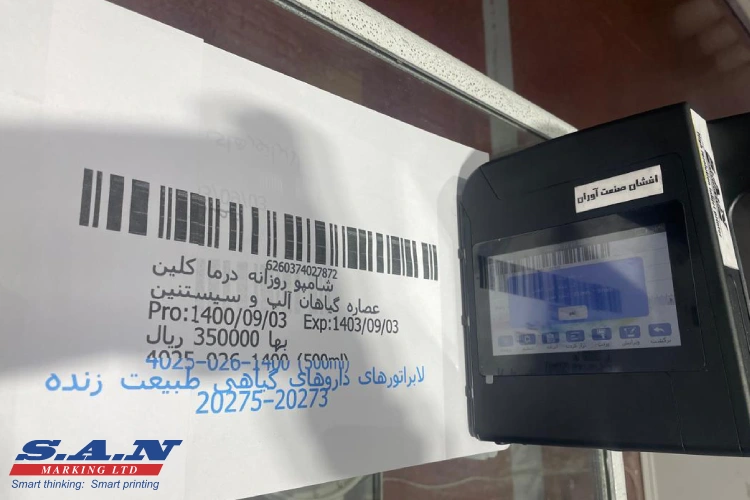 6260374027872
شامپو روزانه درما کلین
عصاره گیاهان آلپ و سیستئین
Pro:1400/09/03 Exp:1403/09/03
بها 350000 ریال
4025-026-1400 (500ml)
لابراتورهای داروهای گیاهی طبیعت زنده
20275-20273
افشان صنعت آوران
S.A.N
MARKING LTD
Smart thinking: Smart printing